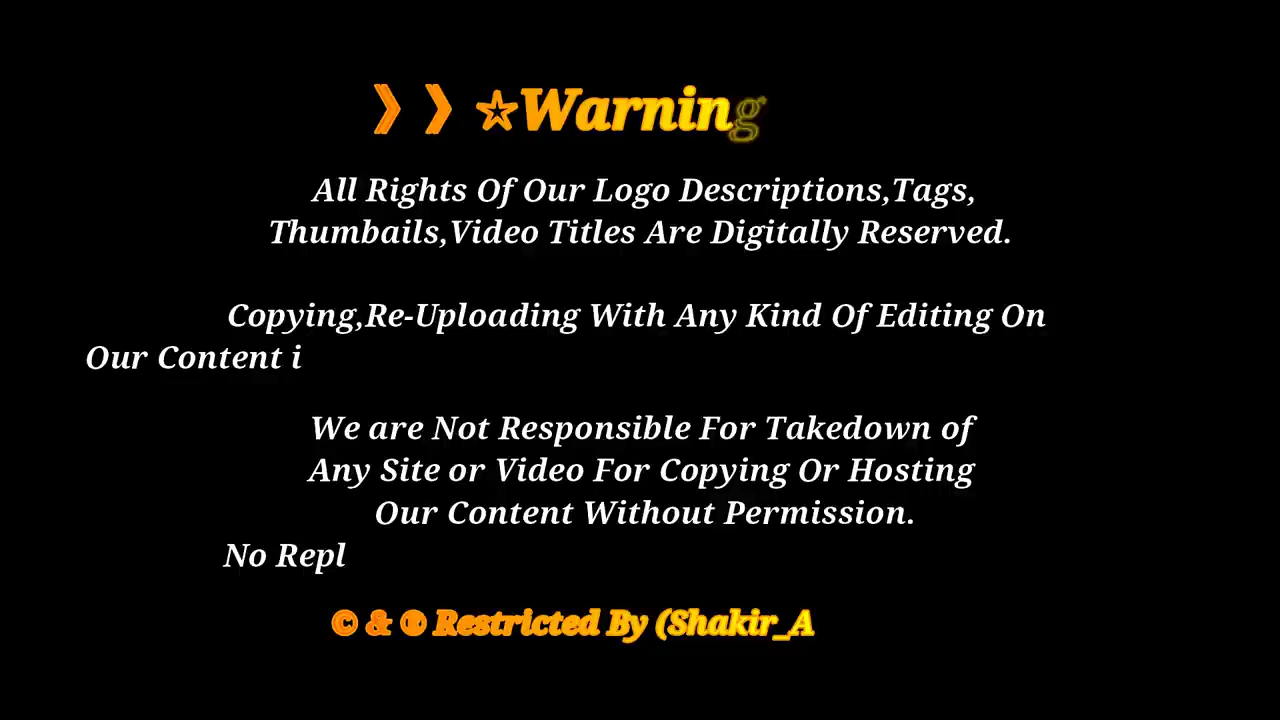 》》☆Warning
All Rights Of Our Logo Descriptions,Tags,
Thumbails,Video Titles Are Digitally Reserved.
Copying,Re-Uploading With Any Kind Of Editing On
Our Content i
We are Not Responsible For Takedown of
Any Site or Video For Copying Or Hosting
Our Content Without Permission.
No Repl
© & ® Restricted By (Shakir_A